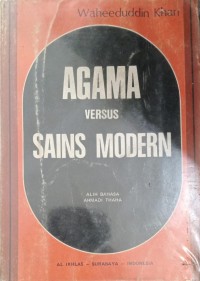 Waheeduddin Khan
AGAMA
VERSUS
SAINS MODERN
ALIH BAHASA
AHMADI THAHA
AL IKHLAS – SURABAYA – INDONESIA